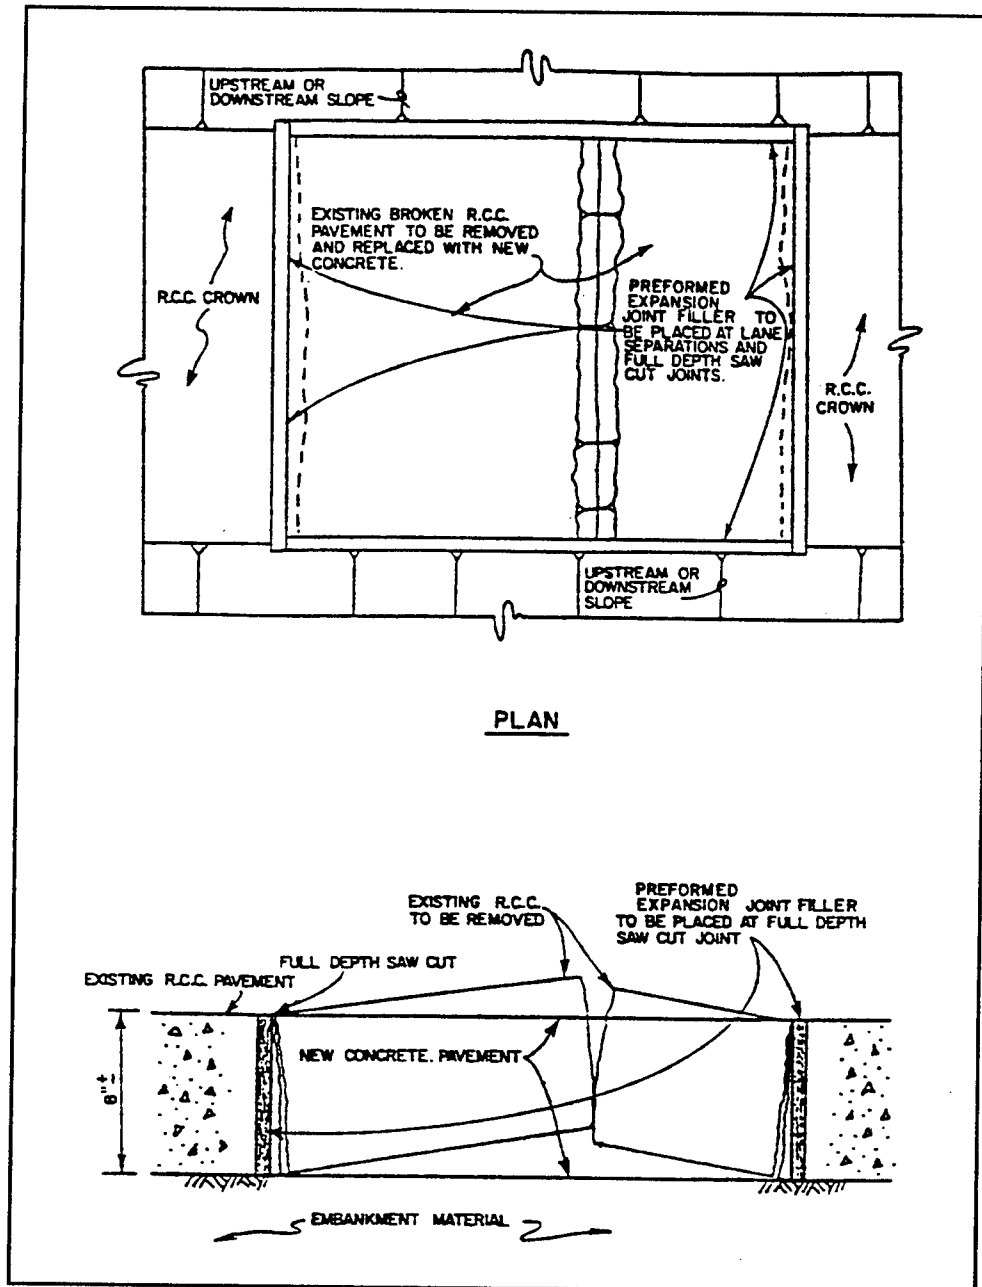 UPSTREAM OR
DOWNSTREAM SLOPE
EXISTING BROKEN R.C.C.
PAVEMENT TO BE REMOVED
AND REPLACED WITH NEW
CONCRETE.
R.C.C. CROWN
PREFORMED
EXPANSION
JOINT FILLER TO
BE PLACED AT LANE
SEPARATIONS AND
FULL DEPTH SAW
CUT JOINTS.
R.C.C.
CROWN
UPSTREAM OR
DOWNSTREAM
SLOPE
PLAN
EXISTING R.C.C.
TO BE REMOVED
PREFORMED
EXPANSION JOINT FILLER
TO BE PLACED AT FULL DEPTH
SAW CUT JOINT
FULL DEPTH SAW CUT
EXISTING R.C.C. PAVEMENT
NEW CONCRETE PAVEMENT
8"±
EMBANKMENT MATERIAL